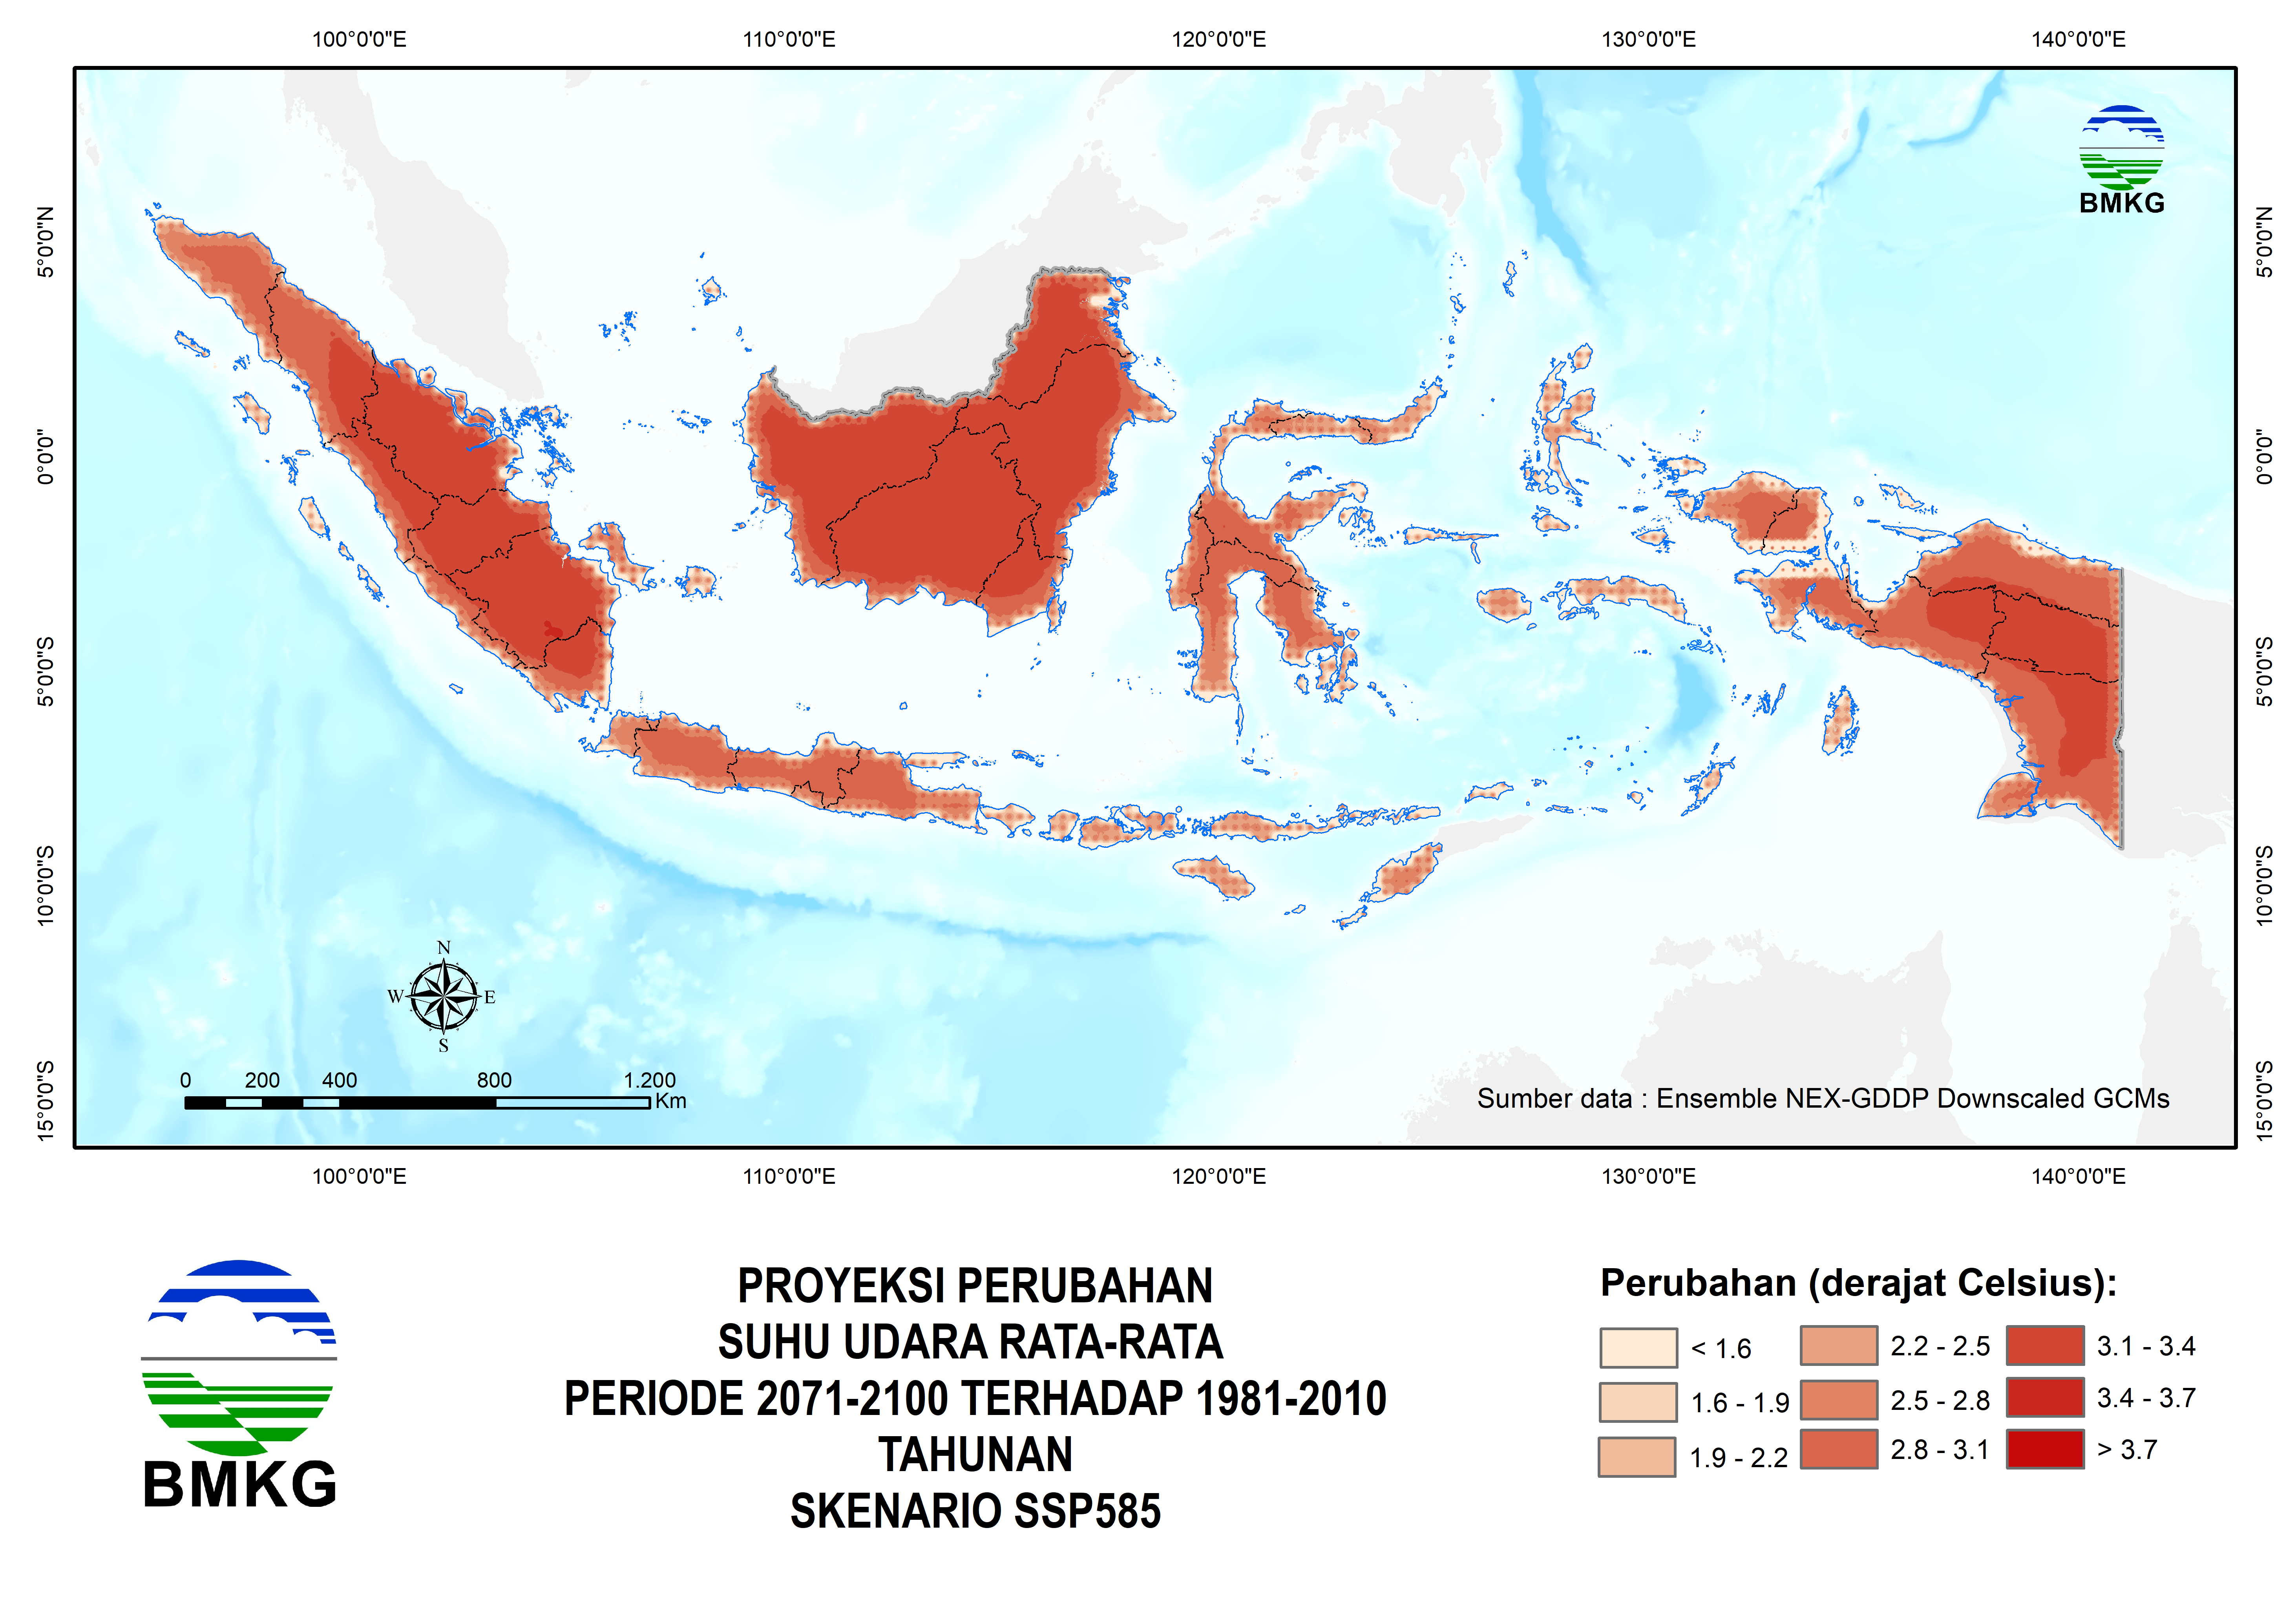 100°0'0"E 110°0'0"E 120°0'0"E 130°0'0"E 140°0'0"E
BMKG
5°0'0"N 5°0'0"N
0°0'0" 0°0'0"
5°0'0"S 5°0'0"S
10°0'0"S 10°0'0"S
15°0'0"S 15°0'0"S
N
W E
S
0 200 400 800 1.200
Km
Sumber data : Ensemble NEX-GDDP Downscaled GCMs
100°0'0"E 110°0'0"E 120°0'0"E 130°0'0"E 140°0'0"E
BMKG
PROYEKSI PERUBAHAN
SUHU UDARA RATA-RATA
PERIODE 2071-2100 TERHADAP 1981-2010
TAHUNAN
SKENARIO SSP585
Perubahan (derajat Celsius):
< 1.6 2.2 - 2.5 3.1 - 3.4
1.6 - 1.9 2.5 - 2.8 3.4 - 3.7
1.9 - 2.2 2.8 - 3.1 > 3.7